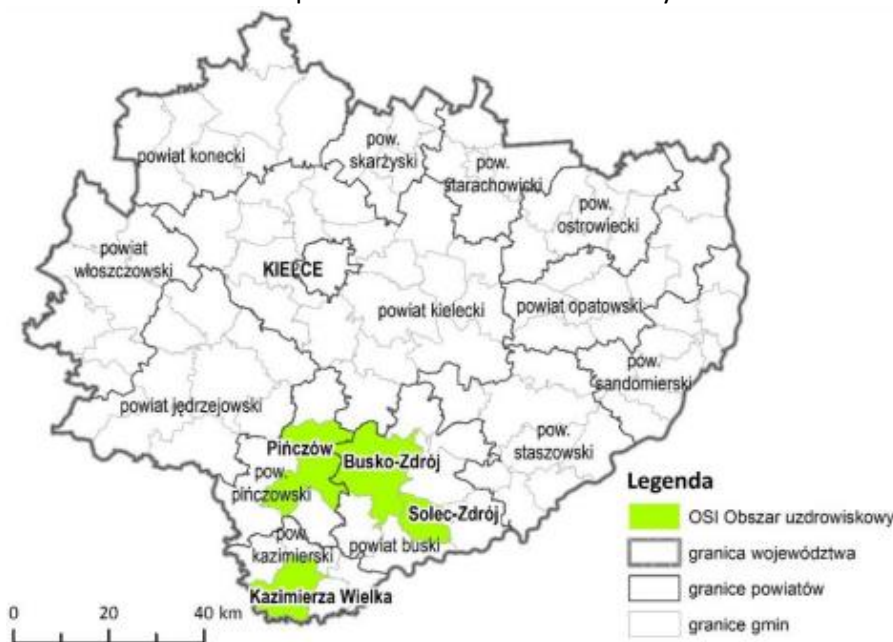 powiat konecki
pow.
skarżyski
pow.
starachowicki
pow.
ostrowiecki
powiat
włoszczowski
KIELCE
powiat kielecki
powiat opatowski
pow.
sandomierski
powiat jędrzejowski
pow.
staszowski
Pińczów
Busko-Zdrój
pow.
pińczowski
Solec-Zdrój
pow.
kazimierski
powiat buski
Kazimierza Wielka
0 20 40 km
Legenda
OSI Obszar uzdrowiskowy
granica województwa
granice powiatów
granice gmin